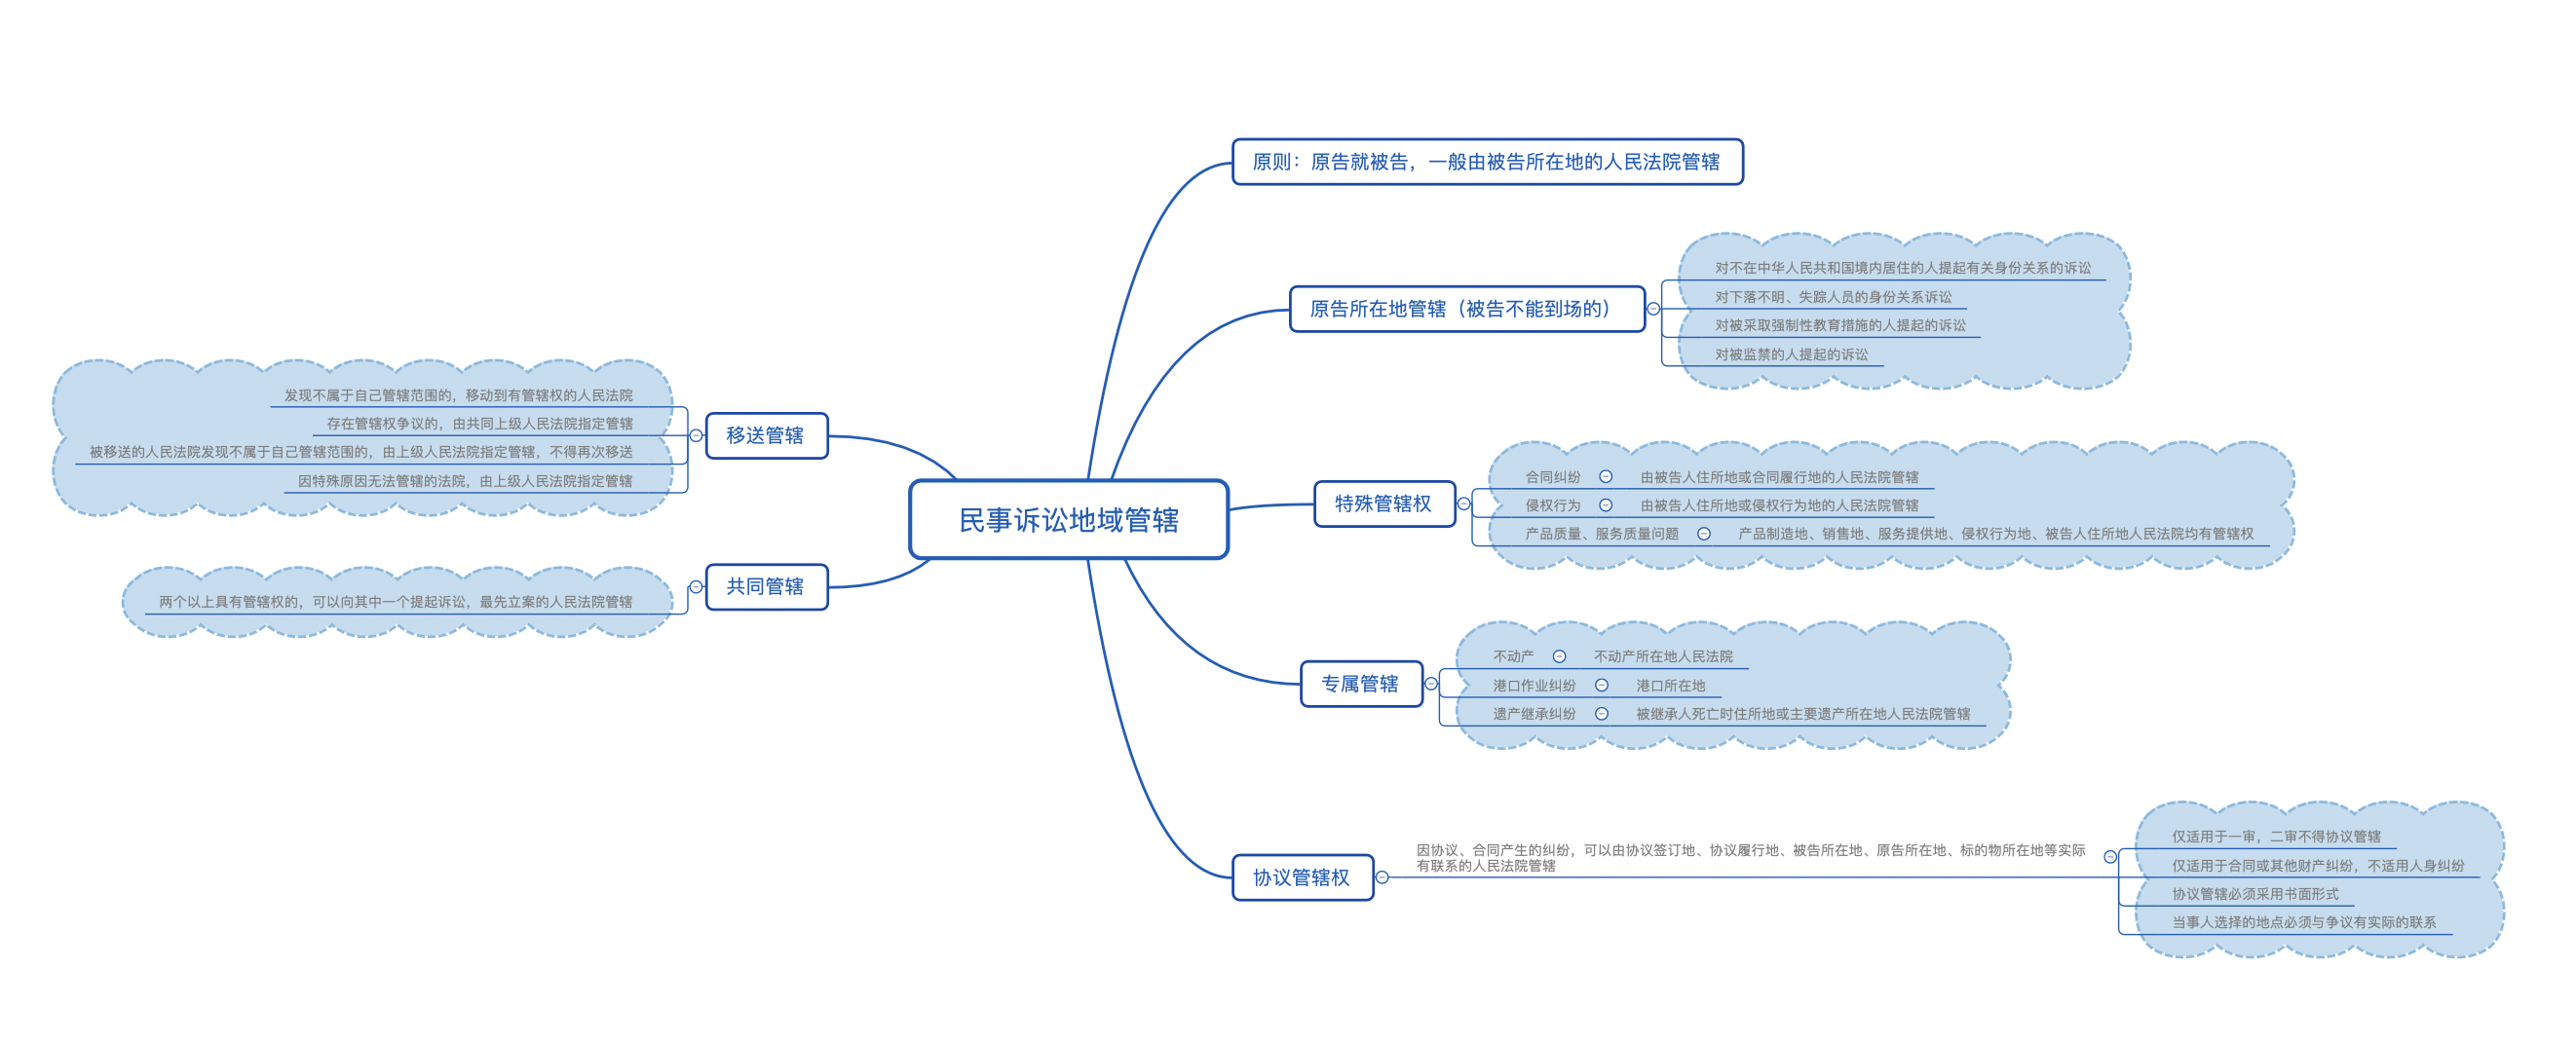 民事诉讼地域管辖
原则：原告就被告，一般由被告所在地的人民法院管辖
原告所在地管辖（被告不能到场的）
对不在中华人民共和国境内居住的人提起有关身份关系的诉讼
对下落不明、失踪人员的身份关系诉讼
对被采取强制性教育措施的人提起的诉讼
对被监禁的人提起的诉讼
特殊管辖权
合同纠纷
由被告人住所地或合同履行地的人民法院管辖
侵权行为
由被告人住所地或侵权行为地的人民法院管辖
产品质量、服务质量问题
产品制造地、销售地、服务提供地、侵权行为地、被告人住所地人民法院均有管辖权
专属管辖
不动产
不动产所在地人民法院
港口作业纠纷
港口所在地
遗产继承纠纷
被继承人死亡时住所地或主要遗产所在地人民法院管辖
协议管辖权
因协议、合同产生的纠纷，可以由协议签订地、协议履行地、被告所在地、原告所在地、标的物所在地等实际
有联系的人民法院管辖
仅适用于一审，二审不得协议管辖
仅适用于合同或其他财产纠纷，不适用人身纠纷
协议管辖必须采用书面形式
当事人选择的地点必须与争议有实际的联系
移送管辖
发现不属于自己管辖范围的，移动到有管辖权的人民法院
存在管辖权争议的，由共同上级人民法院指定管辖
被移送的人民法院发现不属于自己管辖范围的，由上级人民法院指定管辖，不得再次移送
因特殊原因无法管辖的法院，由上级人民法院指定管辖
共同管辖
两个以上具有管辖权的，可以向其中一个提起诉讼，最先立案的人民法院管辖